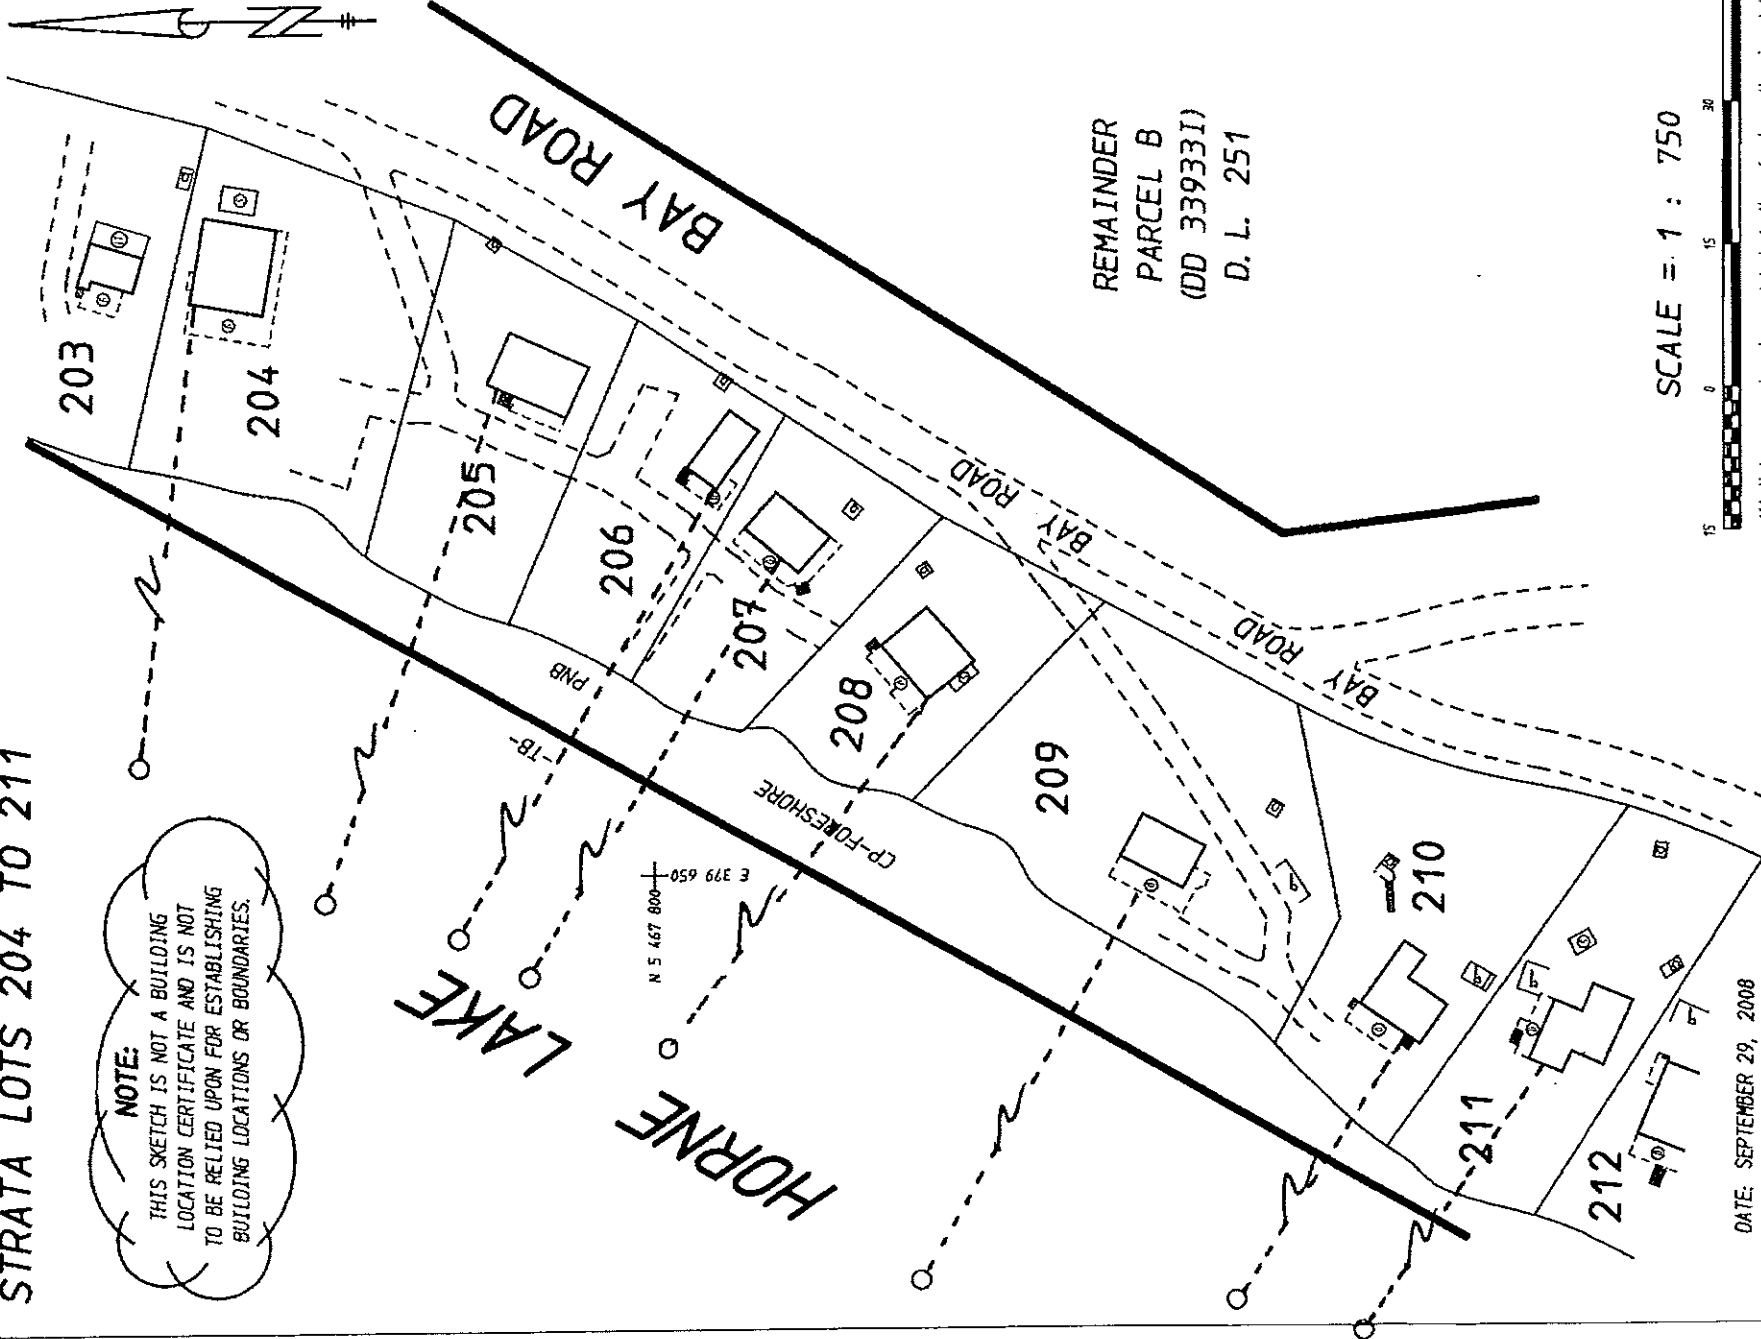 STRATA LOTS 204 TO 211
NOTE:
THIS SKETCH IS NOT A BUILDING
LOCATION CERTIFICATE AND IS NOT
TO BE RELIED UPON FOR ESTABLISHING
BUILDING LOCATIONS OR BOUNDARIES.
203
204
205
206
207
208
209
210
211
212
BAY ROAD
BAY ROAD
BAY ROAD
HORNE LAKE
PNB
-TB-
CP-FORESHORE
N 5 467 800
E 379 650
REMAINDER
PARCEL B
(DD 33933I)
D. L. 251
SCALE = 1 : 750
15 0 15 30
DATE: SEPTEMBER 29, 2008